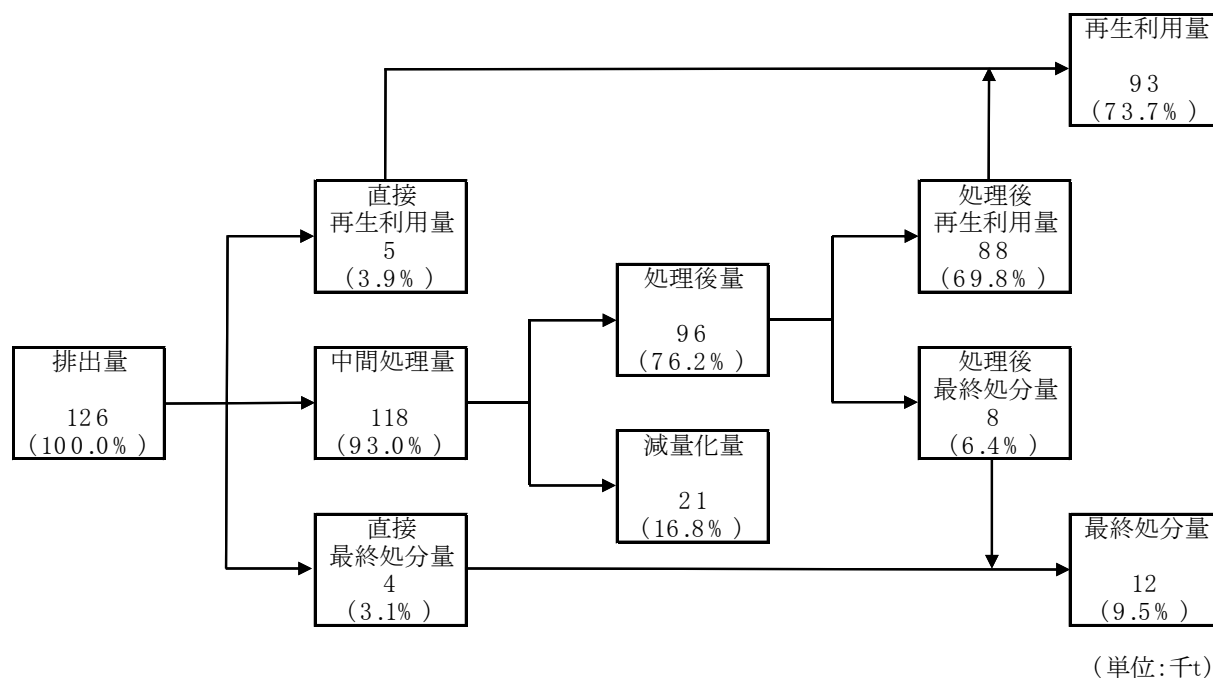 再生利用量
93
(73.7%)
直接
再生利用量
5
(3.9%)
処理後
再生利用量
88
(69.8%)
処理後量
96
(76.2%)
排出量
126
(100.0%)
中間処理量
118
(93.0%)
処理後
最終処分量
8
(6.4%)
減量化量
21
(16.8%)
直接
最終処分量
4
(3.1%)
最終処分量
12
(9.5%)
(単位:千t)